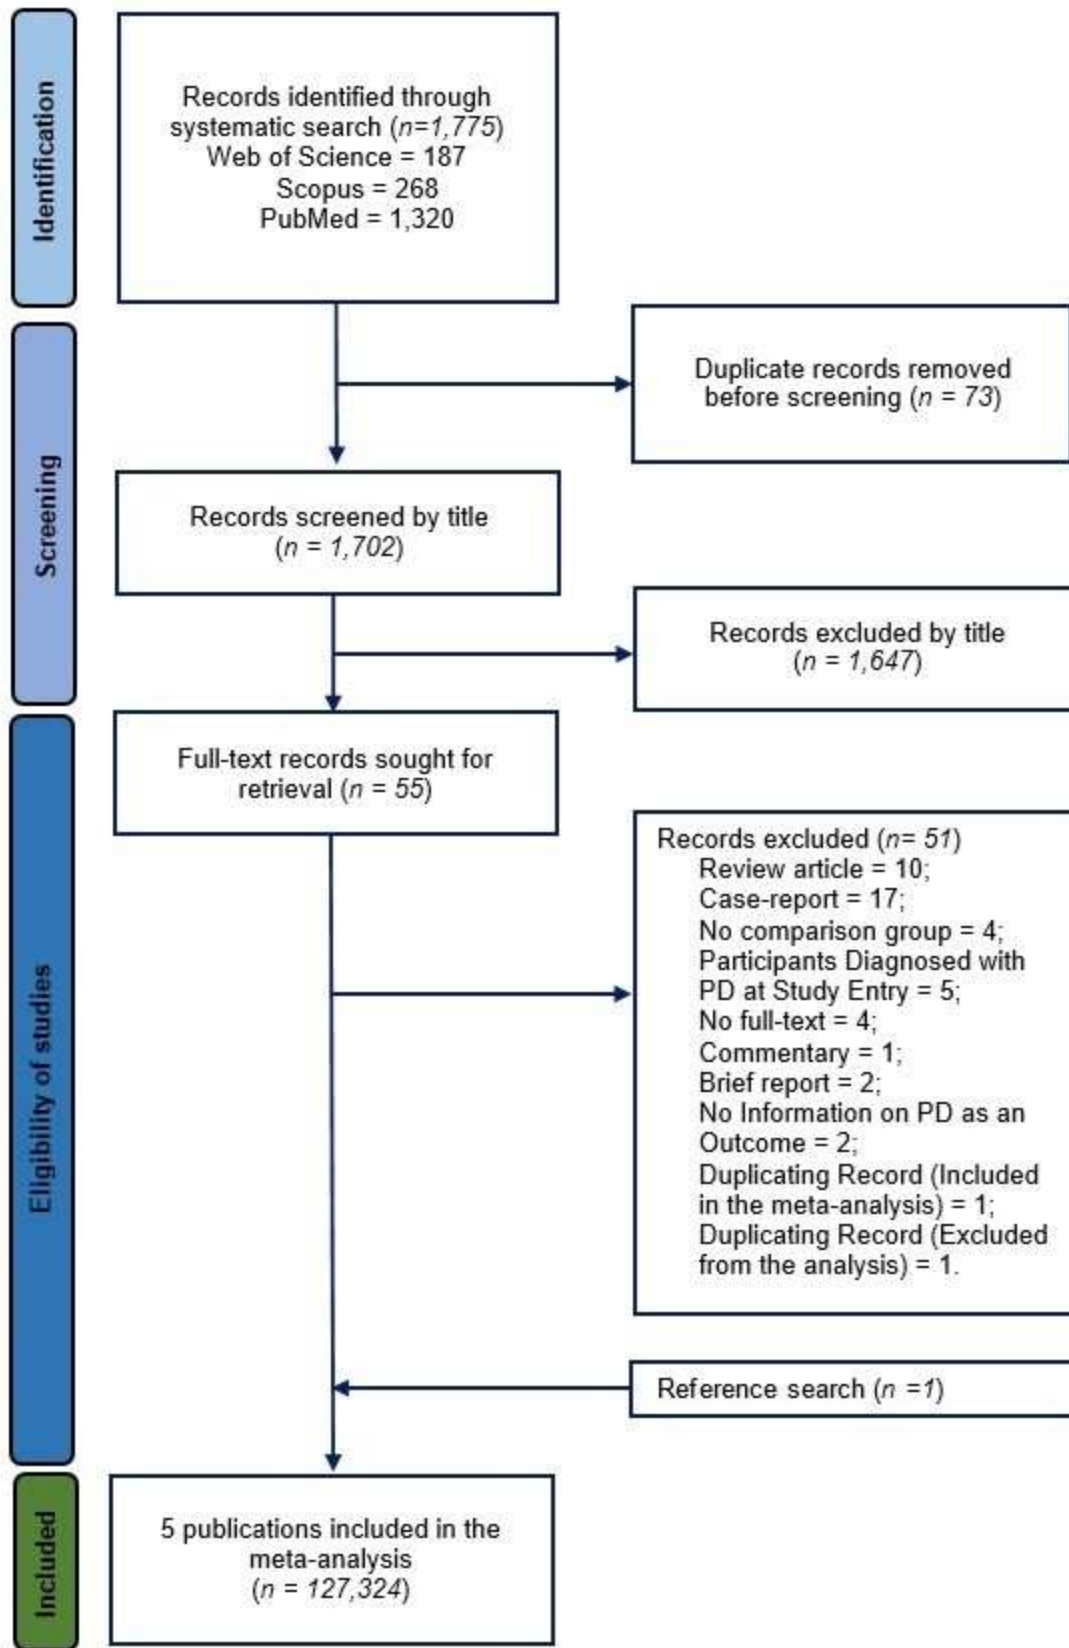 Identification
Records identified through
systematic search (n=1,775)
Web of Science = 187
Scopus = 268
PubMed = 1,320
Duplicate records removed
before screening (n = 73)
Screening
Records screened by title
(n = 1,702)
Records excluded by title
(n = 1,647)
Eligibility of studies
Full-text records sought for
retrieval (n = 55)
Records excluded (n= 51)
Review article = 10;
Case-report = 17;
No comparison group = 4;
Participants Diagnosed with
PD at Study Entry = 5;
No full-text = 4;
Commentary = 1;
Brief report = 2;
No Information on PD as an
Outcome = 2;
Duplicating Record (Included
in the meta-analysis) = 1;
Duplicating Record (Excluded
from the analysis) = 1.
Reference search (n =1)
Included
5 publications included in the
meta-analysis
(n = 127,324)